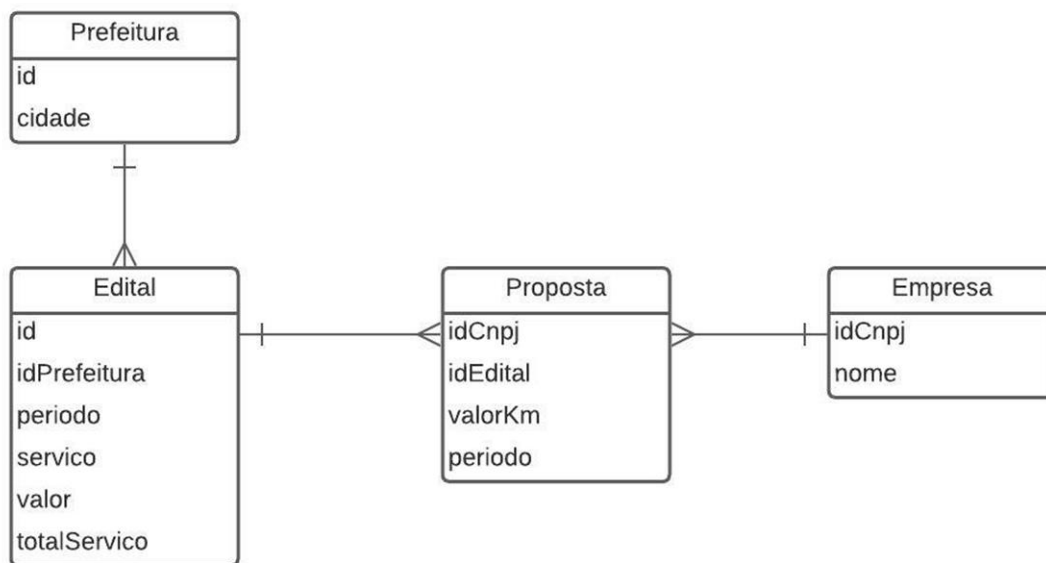 Prefeitura
id
cidade
Edital
id
idPrefeitura
periodo
servico
valor
totalServico
Proposta
idCnpj
idEdital
valorKm
periodo
Empresa
idCnpj
nome